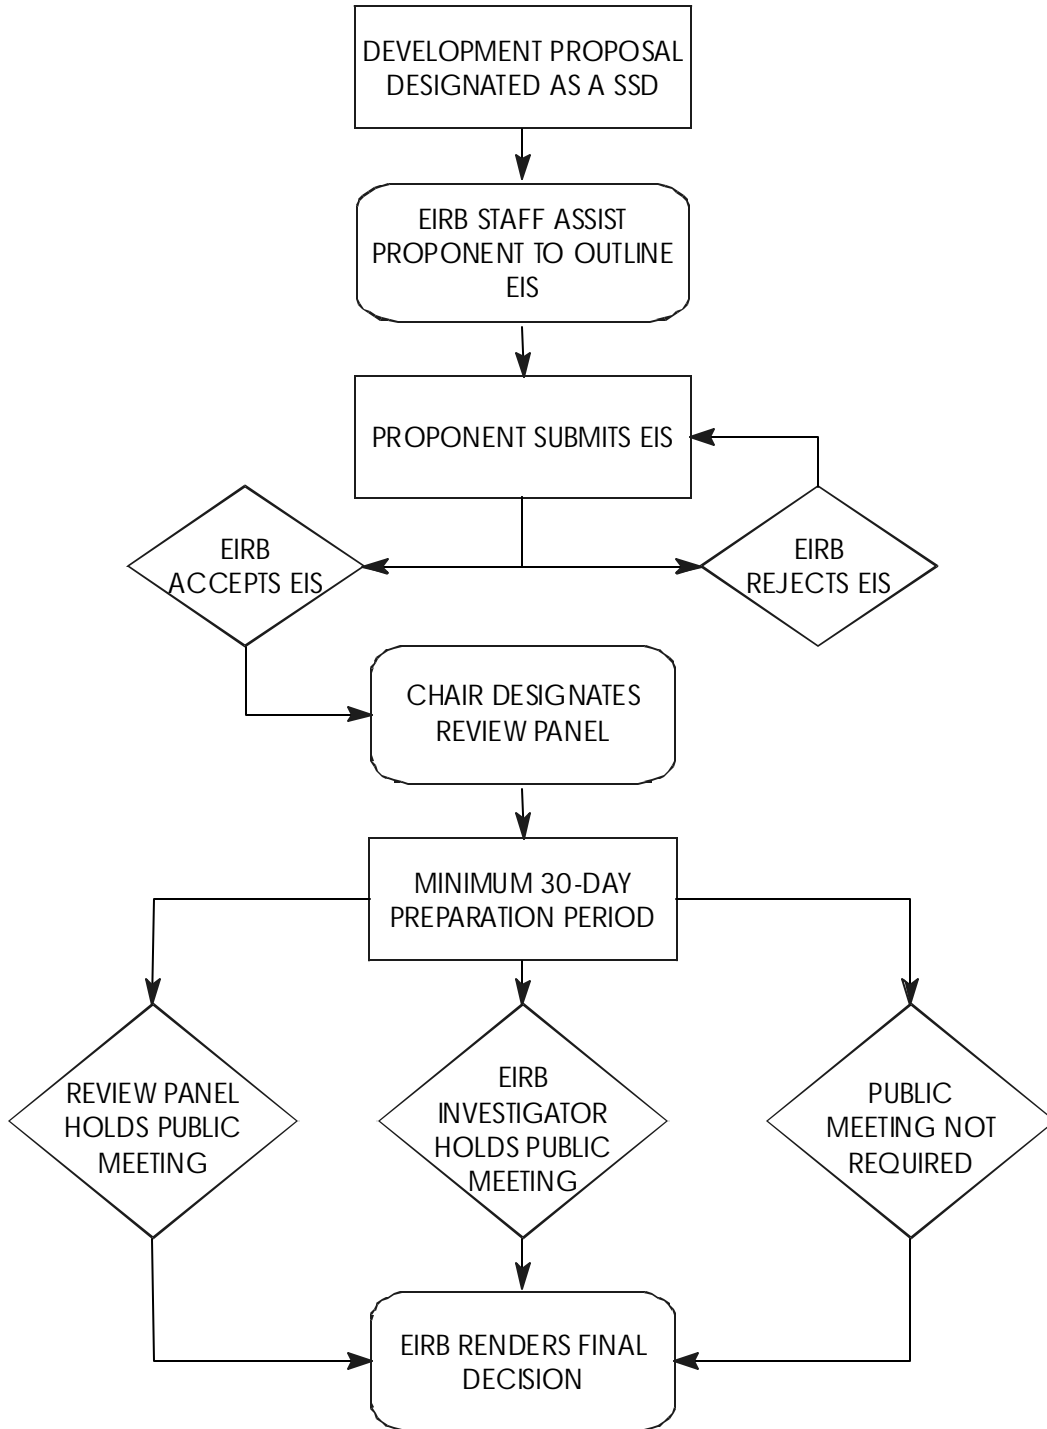 DEVELOPMENT PROPOSAL
DESIGNATED AS A SSD
EIRB STAFF ASSIST
PROPONENT TO OUTLINE
EIS
PROPONENT SUBMITS EIS
EIRB
ACCEPTS EIS
EIRB
REJECTS EIS
CHAIR DESIGNATES
REVIEW PANEL
MINIMUM 30-DAY
PREPARATION PERIOD
REVIEW PANEL
HOLDS PUBLIC
MEETING
EIRB
INVESTIGATOR
HOLDS PUBLIC
MEETING
PUBLIC
MEETING NOT
REQUIRED
EIRB RENDERS FINAL
DECISION